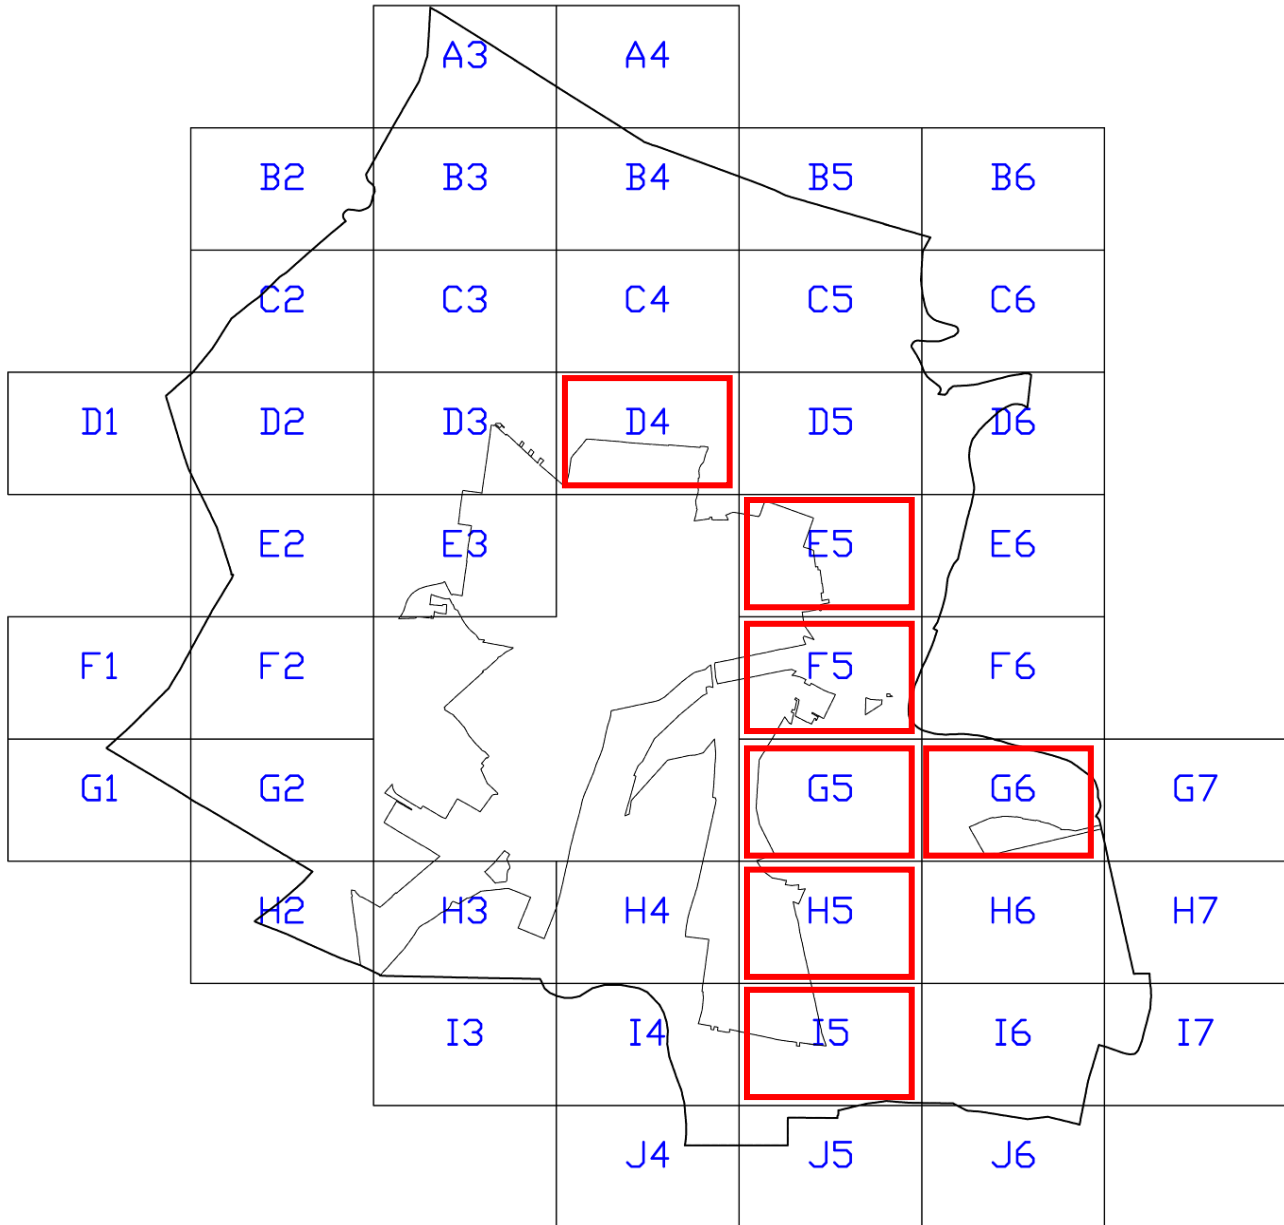 A3 A4
B2 B3 B4 B5 B6
C2 C3 C4 C5 C6
D1 D2 D3 D4 D5 D6
E2 E3 E5 E6
F1 F2 F5 F6
G1 G2 G5 G6 G7
H2 H3 H4 H5 H6 H7
I3 I4 I5 I6 I7
J4 J5 J6